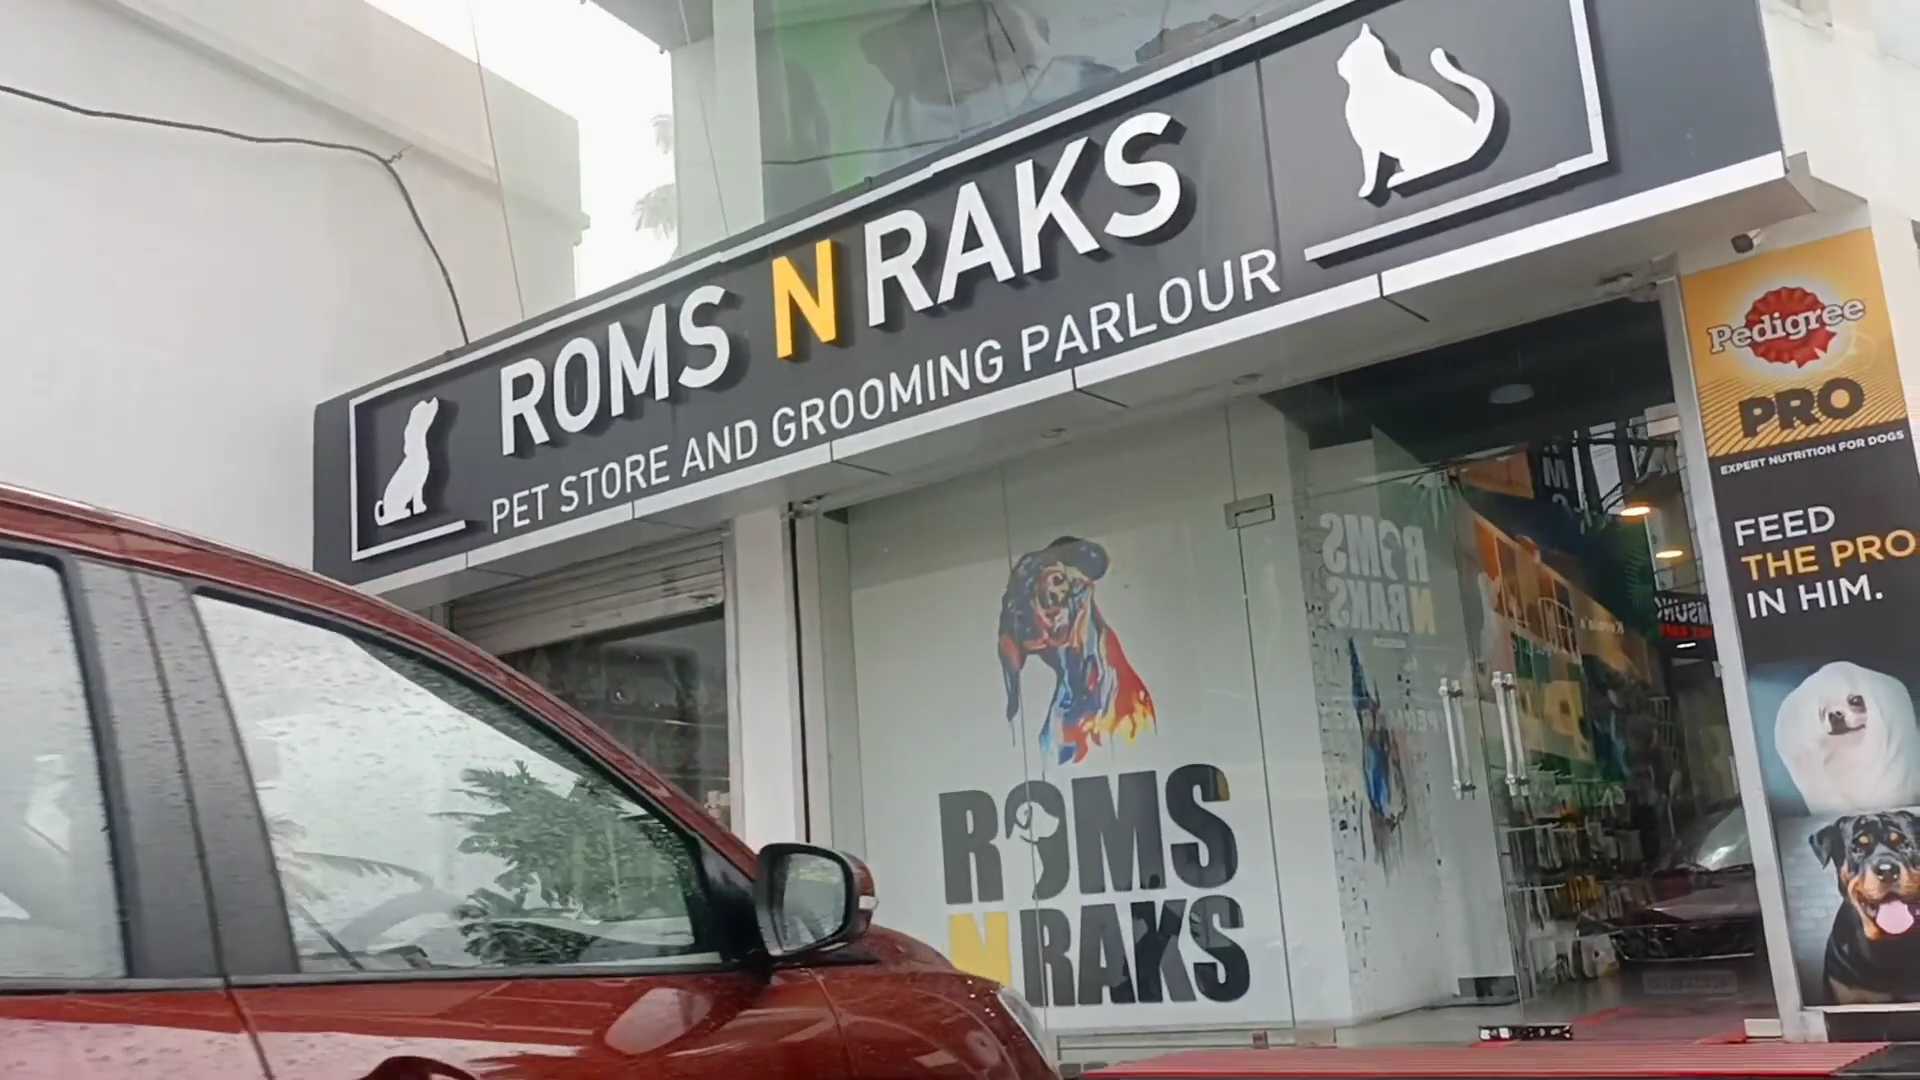 ROMS N RAKS
PET STORE AND GROOMING PARLOUR
Pedigree
PRO
EXPERT NUTRITION FOR DOGS
FEED
THE PRO
IN HIM.
ROMS
N RAKS
ROMS
N RAKS